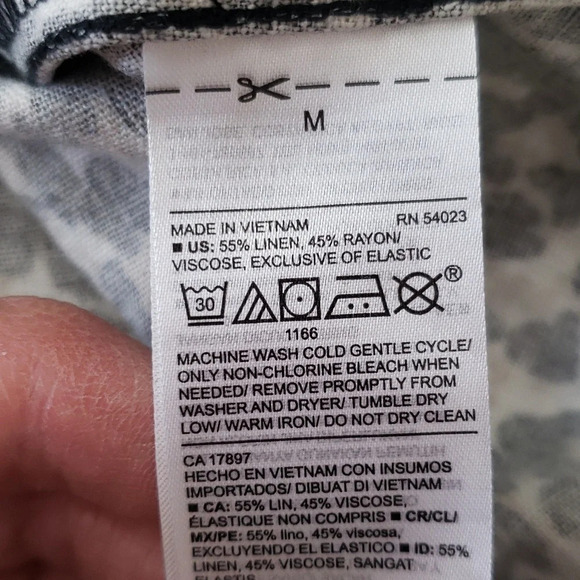 M
MADE IN VIETNAM RN 54023
■ US: 55% LINEN, 45% RAYON/
VISCOSE, EXCLUSIVE OF ELASTIC
30
®
1166
MACHINE WASH COLD GENTLE CYCLE/
ONLY NON-CHLORINE BLEACH WHEN
NEEDED/ REMOVE PROMPTLY FROM
WASHER AND DRYER/ TUMBLE DRY
LOW/ WARM IRON/ DO NOT DRY CLEAN
CA 17897
HECHO EN VIETNAM CON INSUMOS
IMPORTADOS/ DIBUAT DI VIETNAM
■ CA: 55% LIN, 45% VISCOSE,
ÉLASTIQUE NON COMPRIS ■ CR/CL/
MX/PE: 55% lino, 45% viscosa,
EXCLUYENDO EL ELASTICO ■ ID: 55%
LINEN, 45% VISCOSE, SANGAT